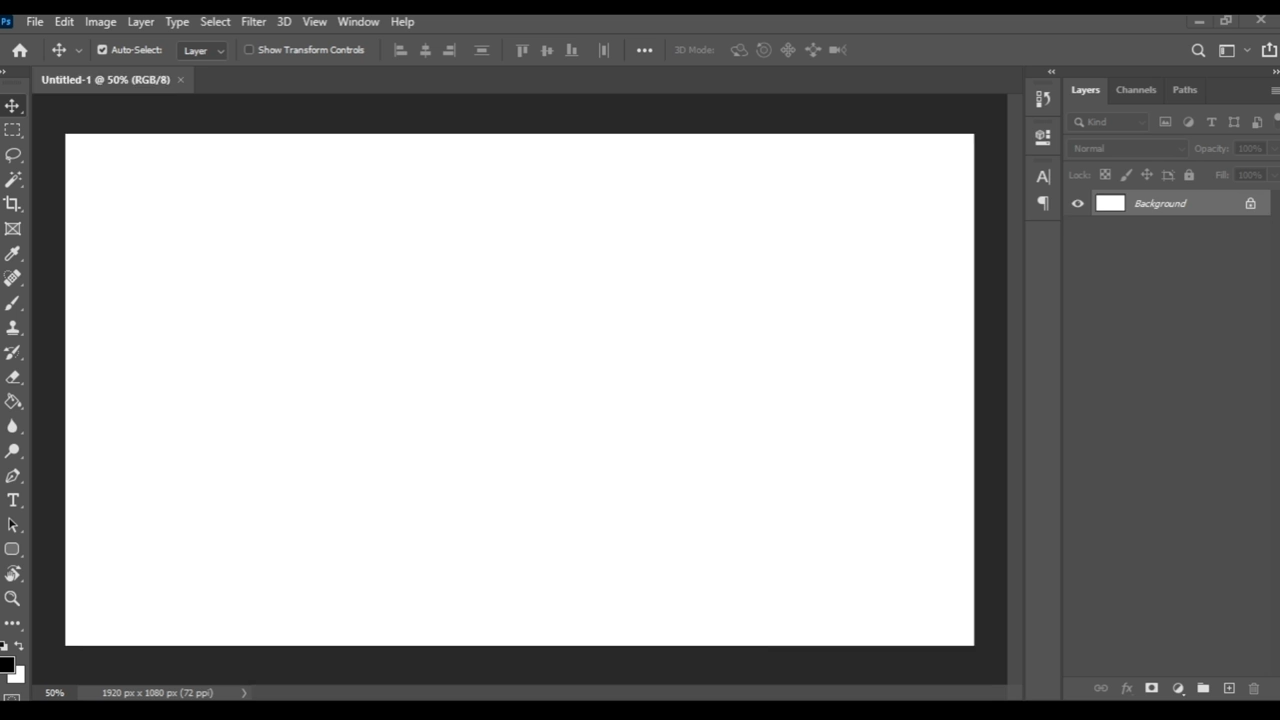 Ps File Edit Image Layer Type Select Filter 3D View Window Help
Auto-Select: Layer Show Transform Controls 3D Mode:
Untitled-1 @ 50% (RGB/8)
Layers Channels Paths
Kind
Normal Opacity: 100%
Lock: Fill: 100%
Background
50% 1920 px x 1080 px (72 ppi)